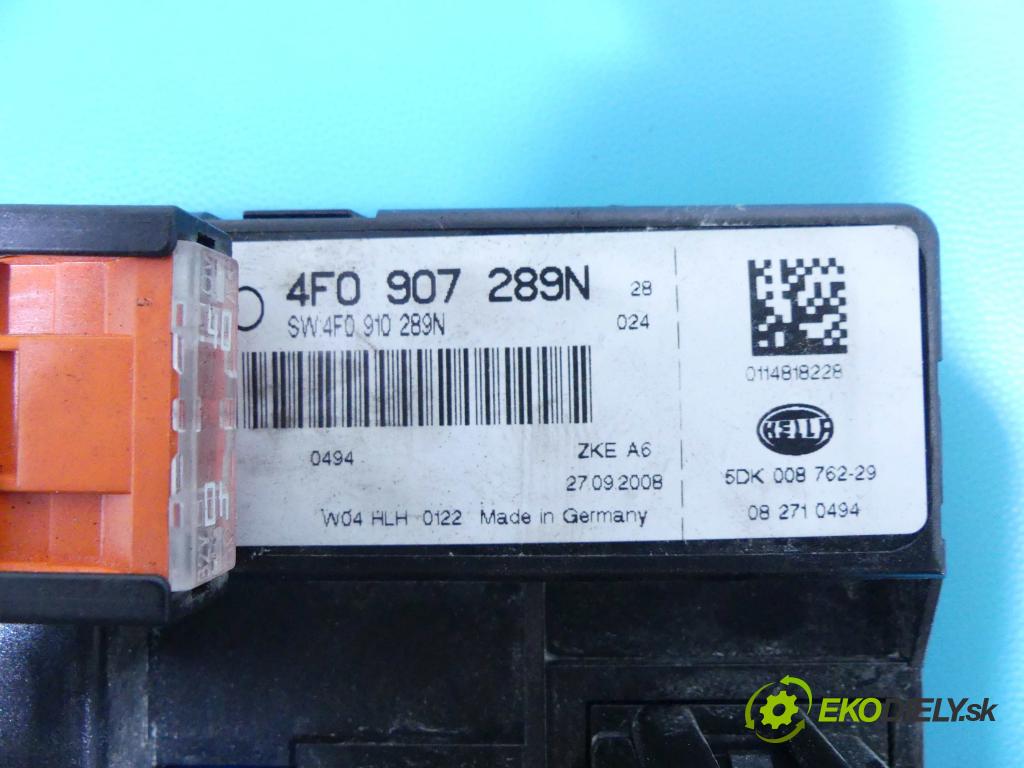 4F0 907 289N 28
SW:4F0 910 289N 024
0494 ZKE A6
27.09.2008
W04 HLH 0122 Made in Germany
0114818228
HELLA
5DK 008 762-29
08 271 0494
40
EKODIELY.sk